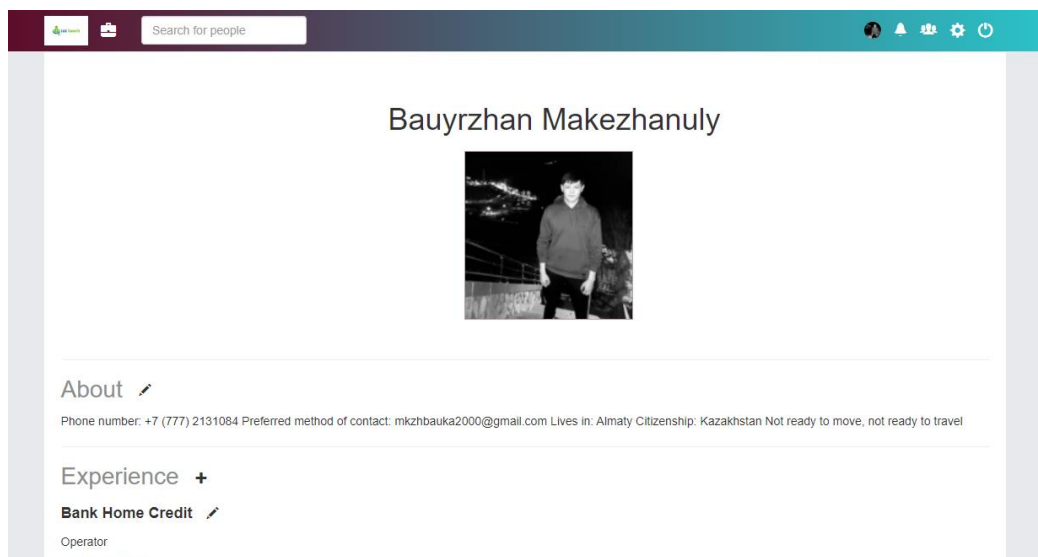 Search for people
Bauyrzhan Makezhanuly
About
Phone number: +7 (777) 2131084 Preferred method of contact: mkzhbauka2000@gmail.com Lives in: Almaty Citizenship: Kazakhstan Not ready to move, not ready to travel
Experience +
Bank Home Credit
Operator